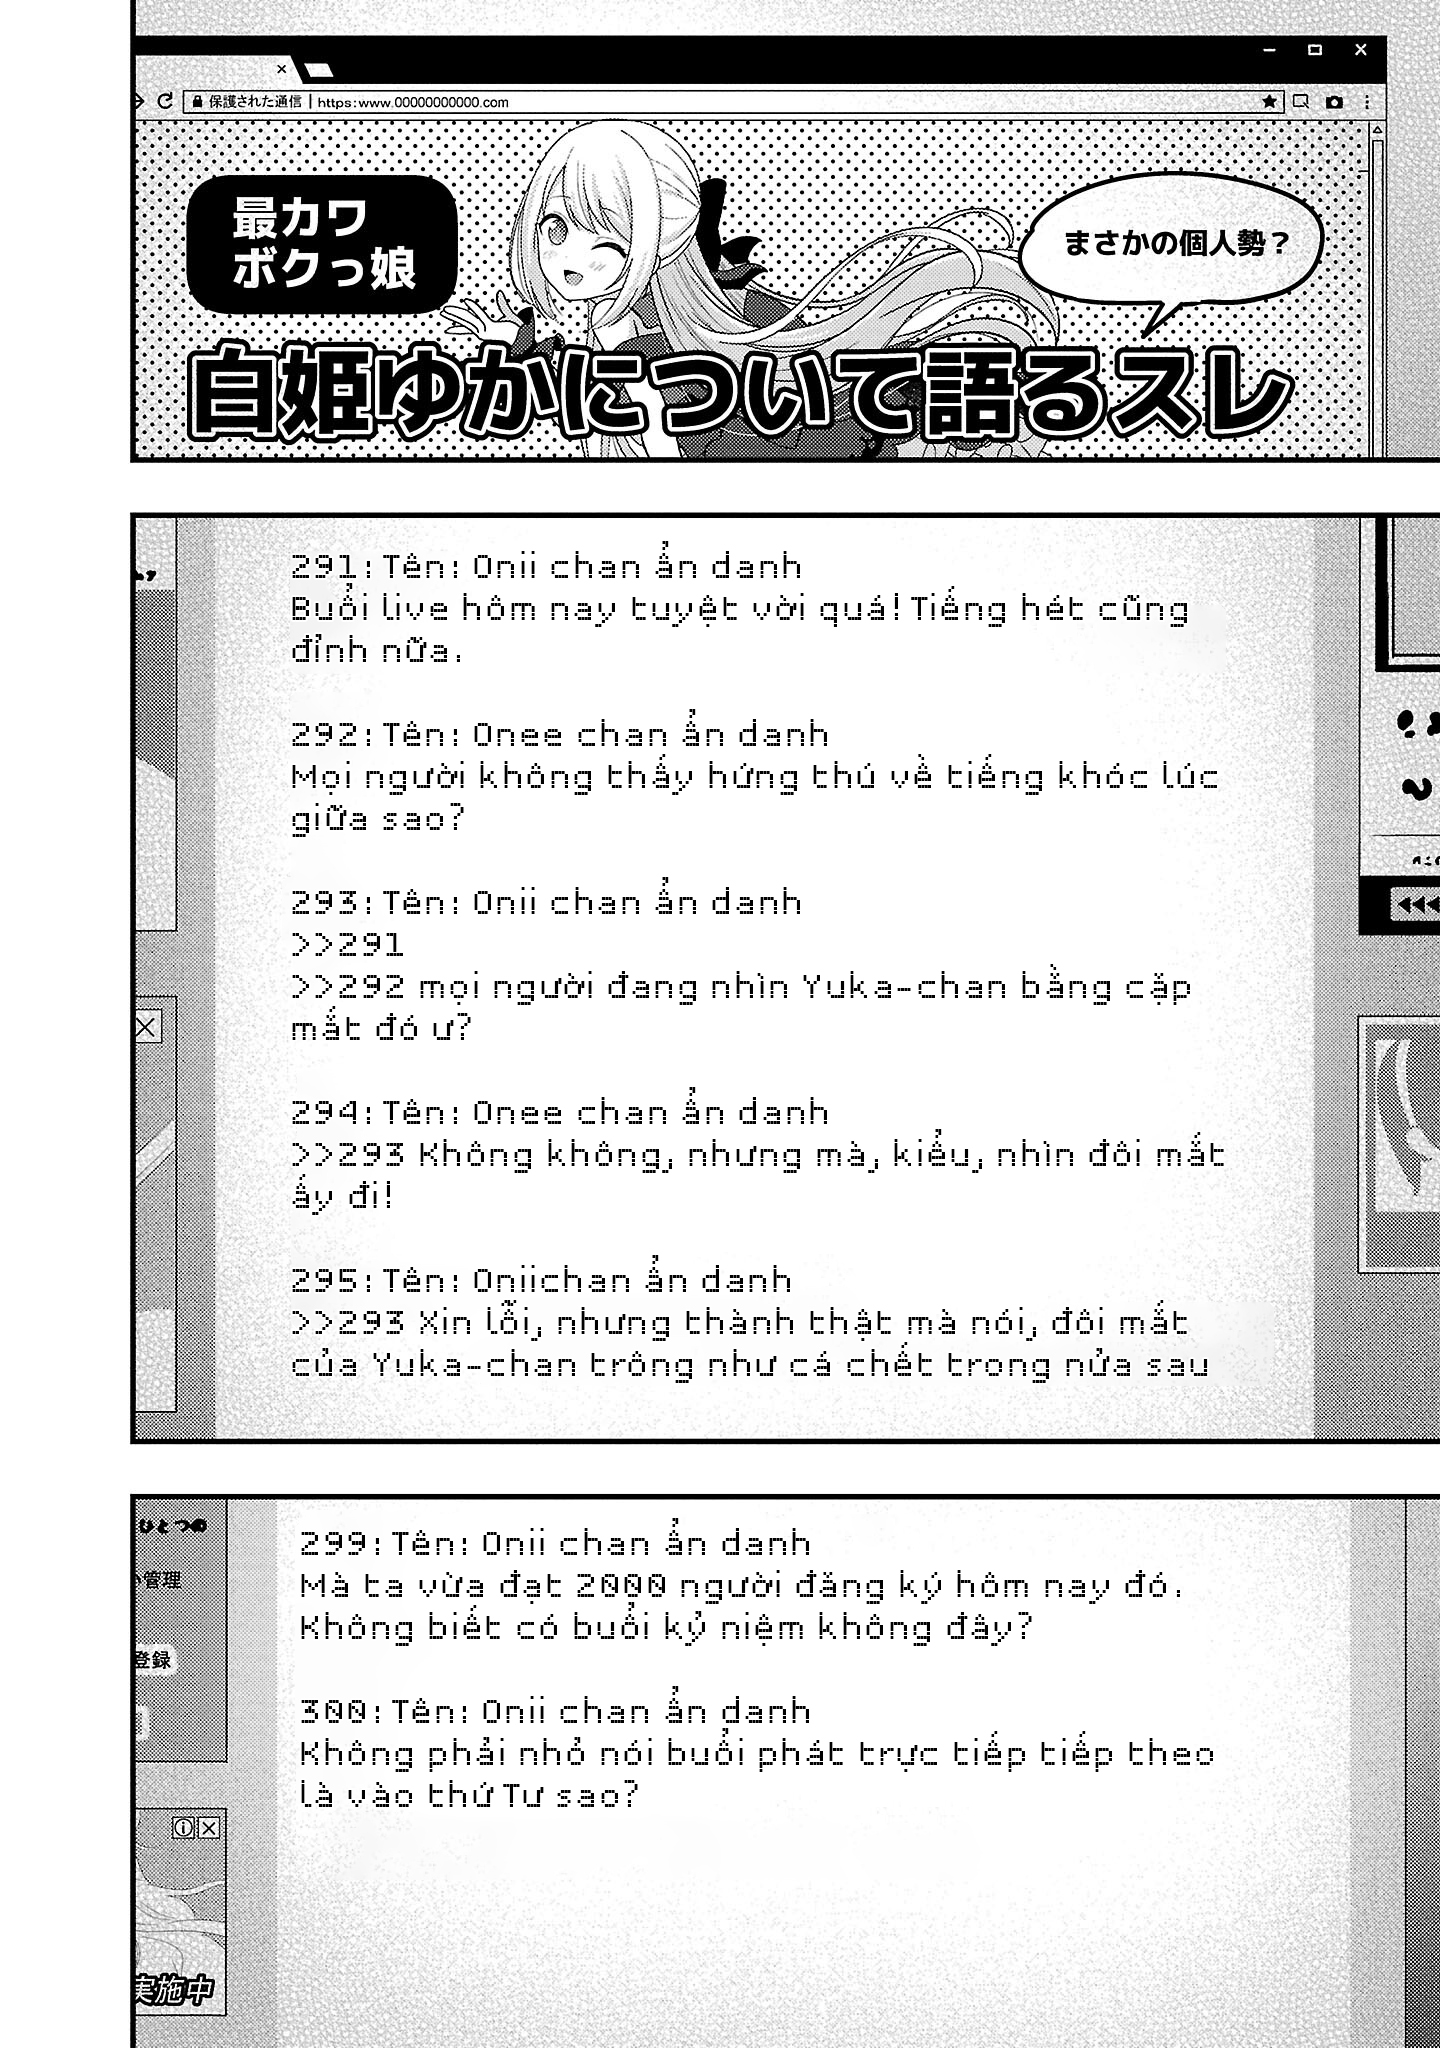 保護された通信 | https:www.00000000000.com
最カワ
ボクっ娘
まさかの個人勢？
白姫ゆかについて語るスレ
291:Tên: Onii chan ẩn danh
Buổi live hôm nay tuyệt vời quá! Tiếng hét cũng
đỉnh nữa.
292:Tên: Onee chan ẩn danh
Mọi người không thấy hứng thú về tiếng khóc lúc
giữa sao?
293:Tên: Onii chan ẩn danh
>>291
>>292 mọi người đang nhìn Yuka-chan bằng cặp
mắt đó ư?
294:Tên: Onee chan ẩn danh
>>293 Không không, nhưng mà, kiểu, nhìn đôi mắt
ấy đi!
295:Tên: Oniichan ẩn danh
>>293 Xin lỗi, nhưng thành thật mà nói, đôi mắt
của Yuka-chan trông như cá chết trong nửa sau
ひとつの
管理
登録
299:Tên: Onii chan ẩn danh
Mà ta vừa đạt 2000 người đăng ký hôm nay đó.
Không biết có buổi kỷ niệm không đây?
300:Tên: Onii chan ẩn danh
Không phải nhỏ nói buổi phát trực tiếp tiếp theo
là vào thứ Tư sao?
実施中